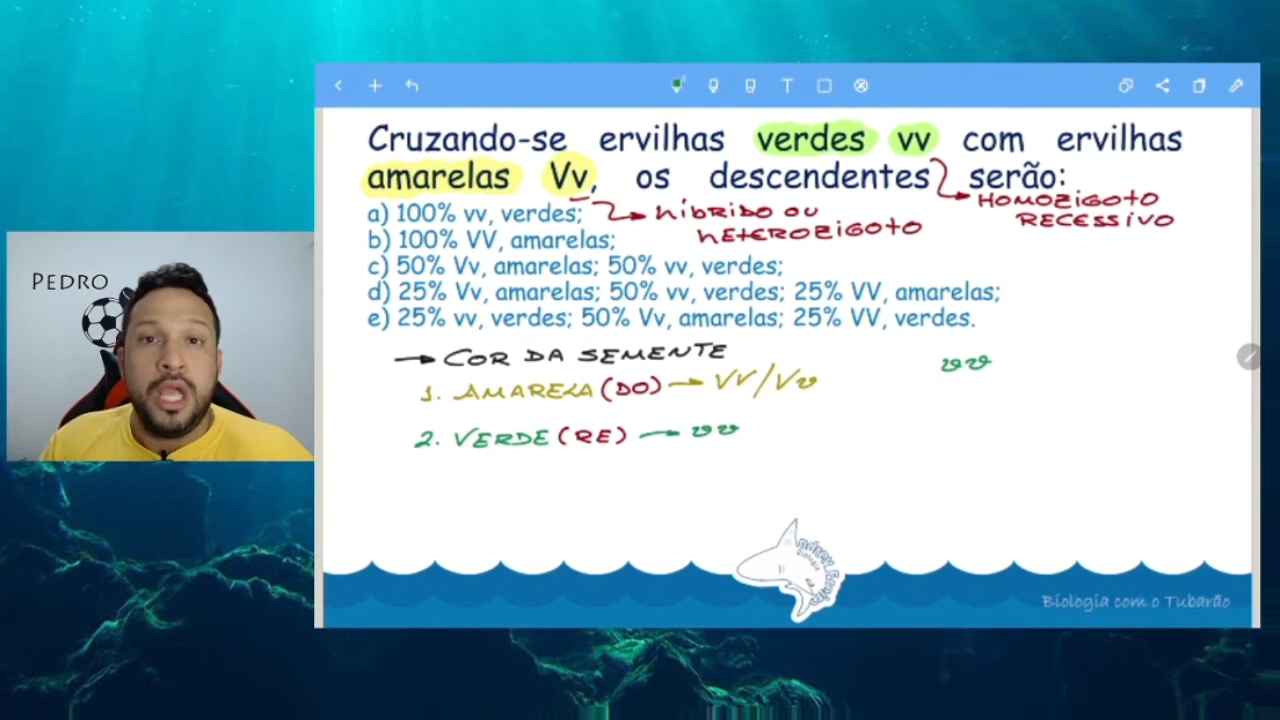 Cruzando-se ervilhas verdes vv com ervilhas
amarelas Vv, os descendentes serão:
HOMOZIGOTO
RECESSIVO
a) 100% vv, verdes;
HÍBRIDO OU
HETEROZIGOTO
b) 100% VV, amarelas;
c) 50% Vv, amarelas; 50% vv, verdes;
d) 25% Vv, amarelas; 50% vv, verdes; 25% VV, amarelas;
e) 25% vv, verdes; 50% Vv, amarelas; 25% VV, verdes.
→ COR DA SEMENTE
vv
1. AMARELA (DO) → VV/Vv
2. VERDE (RE) → vv
PEDRO
Biologia com o Tubarão